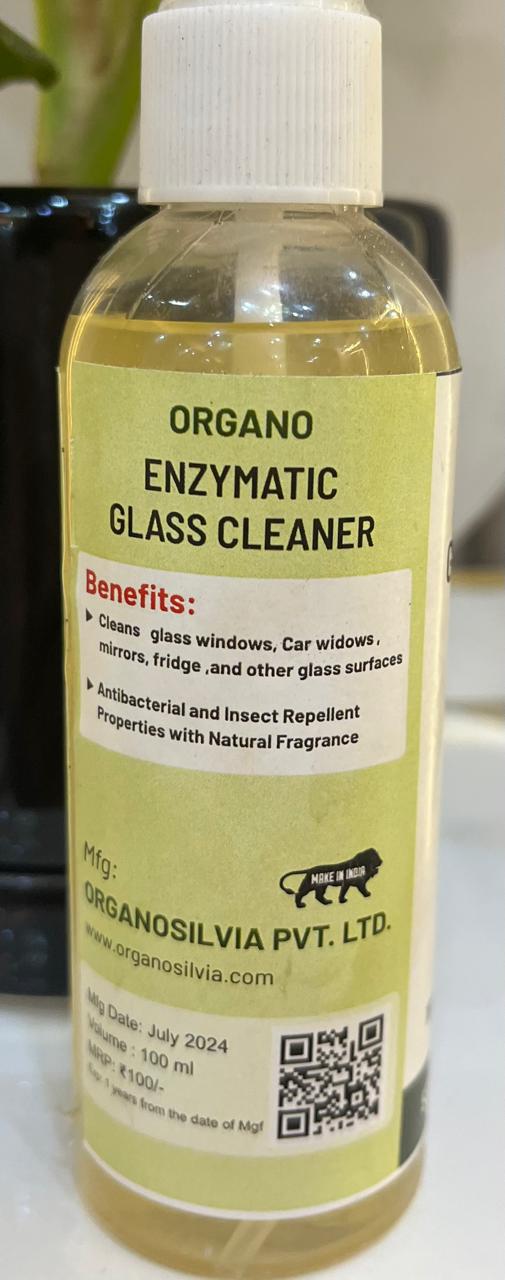 ORGANO
ENZYMATIC
GLASS CLEANER
Benefits:
Cleans glass windows, Car widows,
mirrors, fridge ,and other glass surfaces
Antibacterial and Insect Repellent
Properties with Natural Fragrance
Mfg:
MAKE IN INDIA
ORGANOSILVIA PVT. LTD.
www.organosilvia.com
Mfg Date: July 2024
Volume : 100 ml
MRP: ₹100/-
1 years from the date of Mgf